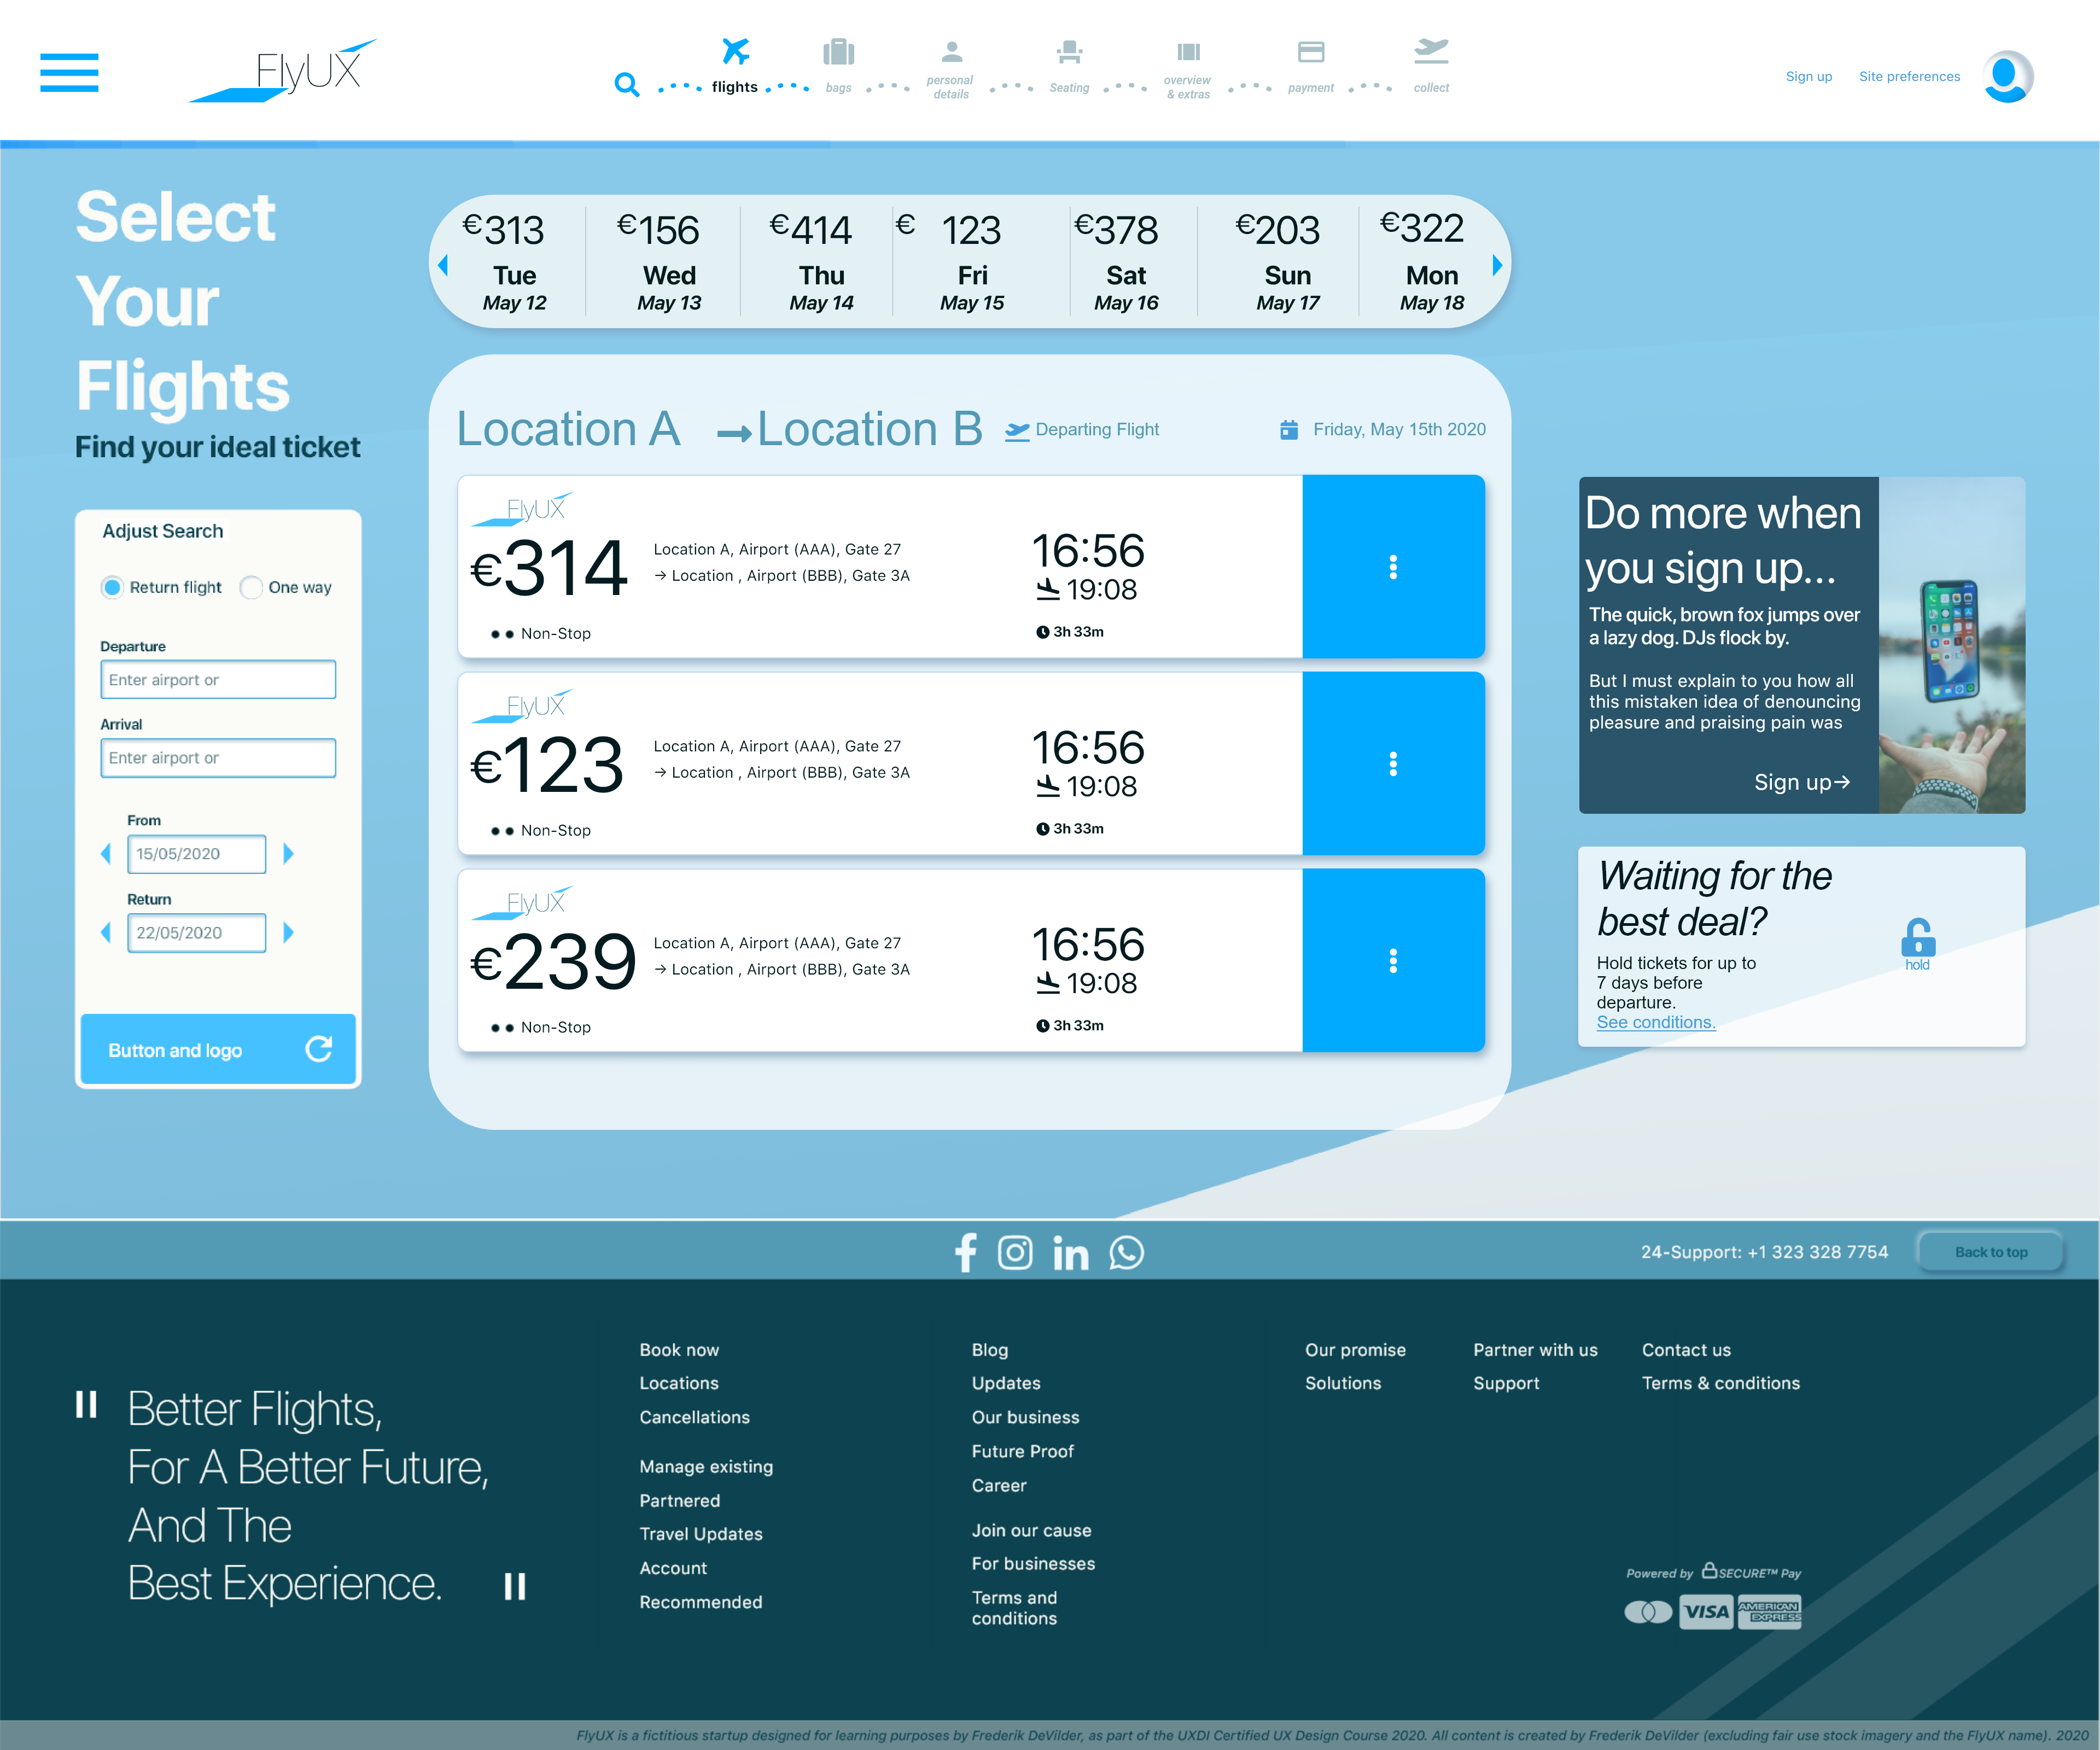 FlyUX
flights
bags
personal
details
Seating
overview
& extras
payment
collect
Sign up
Site preferences
Select
Your
Flights
Find your ideal ticket
€313
Tue
May 12
€156
Wed
May 13
€414
Thu
May 14
€ 123
Fri
May 15
€378
Sat
May 16
€203
Sun
May 17
€322
Mon
May 18
Adjust Search
Return flight
One way
Departure
Enter airport or
Arrival
Enter airport or
From
15/05/2020
Return
22/05/2020
Button and logo
Location A → Location B
Departing Flight
Friday, May 15th 2020
FlyUX
€314
Location A, Airport (AAA), Gate 27
→ Location , Airport (BBB), Gate 3A
16:56
19:08
Non-Stop
3h 33m
FlyUX
€123
Location A, Airport (AAA), Gate 27
→ Location , Airport (BBB), Gate 3A
16:56
19:08
Non-Stop
3h 33m
FlyUX
€239
Location A, Airport (AAA), Gate 27
→ Location , Airport (BBB), Gate 3A
16:56
19:08
Non-Stop
3h 33m
Do more when
you sign up...
The quick, brown fox jumps over
a lazy dog. DJs flock by.
But I must explain to you how all
this mistaken idea of denouncing
pleasure and praising pain was
Sign up→
Waiting for the
best deal?
Hold tickets for up to
7 days before
departure.
See conditions.
hold
24-Support: +1 323 328 7754
Back to top
" Better Flights,
For A Better Future,
And The
Best Experience. "
Book now
Locations
Cancellations
Manage existing
Partnered
Travel Updates
Account
Recommended
Blog
Updates
Our business
Future Proof
Career
Join our cause
For businesses
Terms and
conditions
Our promise
Solutions
Partner with us
Support
Contact us
Terms & conditions
Powered by SECURE™ Pay
VISA
AMERICAN
EXPRESS
FlyUX is a fictitious startup designed for learning purposes by Frederik DeVilder, as part of the UXDI Certified UX Design Course 2020. All content is created by Frederik DeVilder (excluding fair use stock imagery and the FlyUX name). 2020